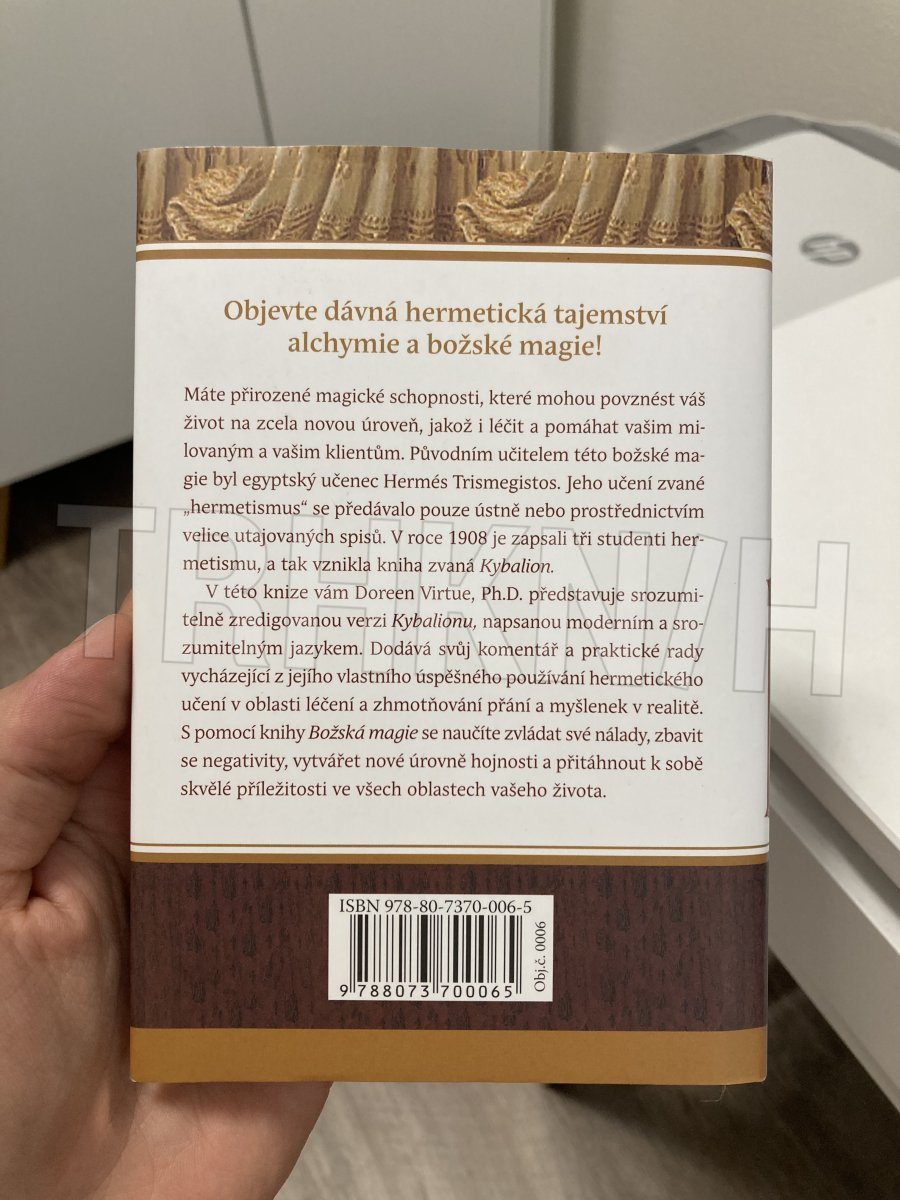 Objevte dávná hermetická tajemství
alchymie a božské magie!
Máte přirozené magické schopnosti, které mohou povznést váš
život na zcela novou úroveň, jakož i léčit a pomáhat vašim mi-
lovaným a vašim klientům. Původním učitelem této božské ma-
gie byl egyptský učenec Hermés Trismegistos. Jeho učení zvané
„hermetismus“ se předávalo pouze ústně nebo prostřednictvím
velice utajovaných spisů. V roce 1908 je zapsali tři studenti her-
metismu, a tak vznikla kniha zvaná Kybalion.
V této knize vám Doreen Virtue, Ph.D. představuje srozumi-
telně zredigovanou verzi Kybalionu, napsanou moderním a sro-
zumitelným jazykem. Dodává svůj komentář a praktické rady
vycházející z jejího vlastního úspěšného používání hermetického
učení v oblasti léčení a zhmotňování přání a myšlenek v realitě.
S pomocí knihy Božská magie se naučíte zvládat své nálady, zbavit
se negativity, vytvářet nové úrovně hojnosti a přitáhnout k sobě
skvělé příležitosti ve všech oblastech vašeho života.
ISBN 978-80-7370-006-5
9 788073 700065
Obj.č. 0006
hp